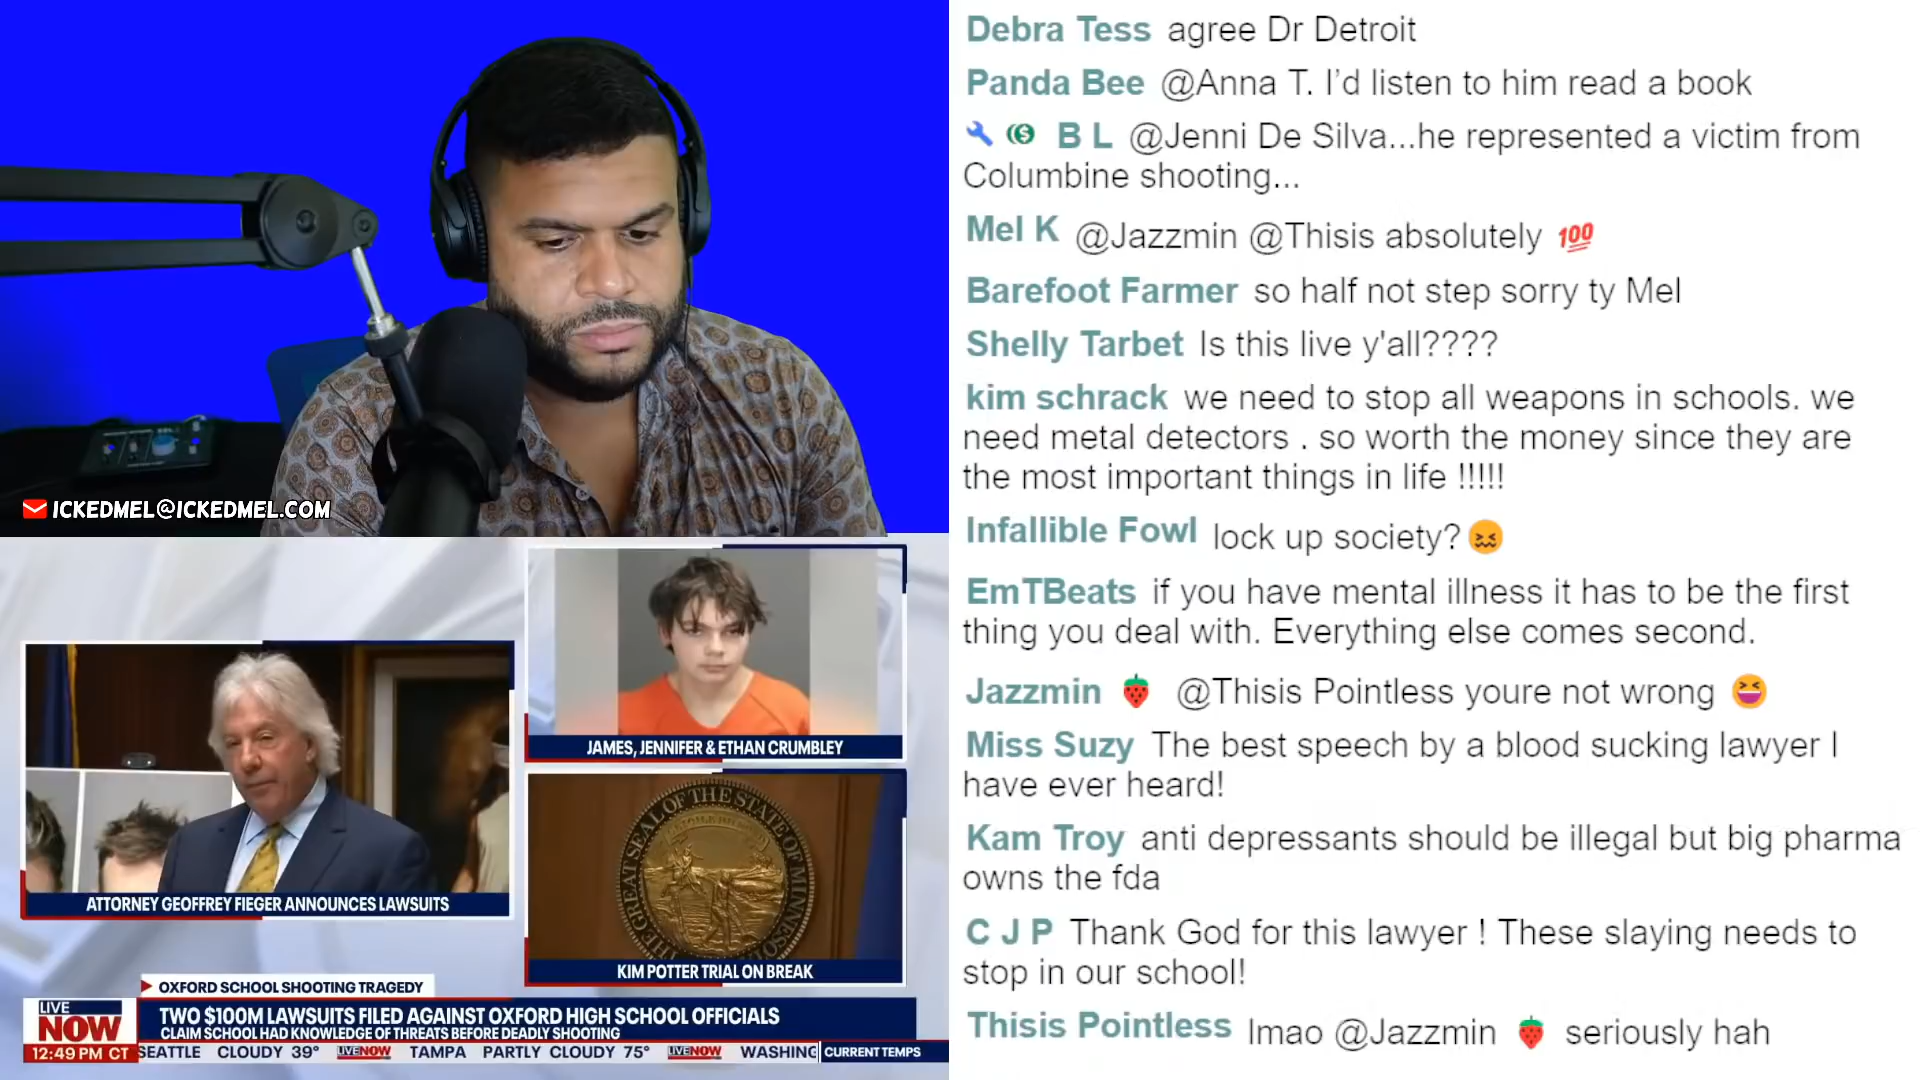 Debra Tess agree Dr Detroit
Panda Bee @Anna T. I’d listen to him read a book
B L @Jenni De Silva...he represented a victim from
Columbine shooting...
Mel K @Jazzmin @Thisis absolutely 💯
Barefoot Farmer so half not step sorry ty Mel
Shelly Tarbet Is this live y'all????
kim schrack we need to stop all weapons in schools. we
need metal detectors . so worth the money since they are
the most important things in life !!!!!
Infallible Fowl lock up society?😖
EmTBeats if you have mental illness it has to be the first
thing you deal with. Everything else comes second.
Jazzmin 🍓 @Thisis Pointless youre not wrong 😆
Miss Suzy The best speech by a blood sucking lawyer I
have ever heard!
Kam Troy anti depressants should be illegal but big pharma
owns the fda
C J P Thank God for this lawyer ! These slaying needs to
stop in our school!
Thisis Pointless lmao @Jazzmin 🍓 seriously hah
ICKEDMEL@ICKEDMEL.COM
JAMES, JENNIFER & ETHAN CRUMBLEY
ATTORNEY GEOFFREY FIEGER ANNOUNCES LAWSUITS
THE GREAT SEAL OF THE STATE OF MINNESO
KIM POTTER TRIAL ON BREAK
OXFORD SCHOOL SHOOTING TRAGEDY
LIVE
NOW
TWO $100M LAWSUITS FILED AGAINST OXFORD HIGH SCHOOL OFFICIALS
CLAIM SCHOOL HAD KNOWLEDGE OF THREATS BEFORE DEADLY SHOOTING
12:49 PM CT SEATTLE CLOUDY 39° LIVENOW TAMPA PARTLY CLOUDY 75° LIVENOW WASHING CURRENT TEMPS